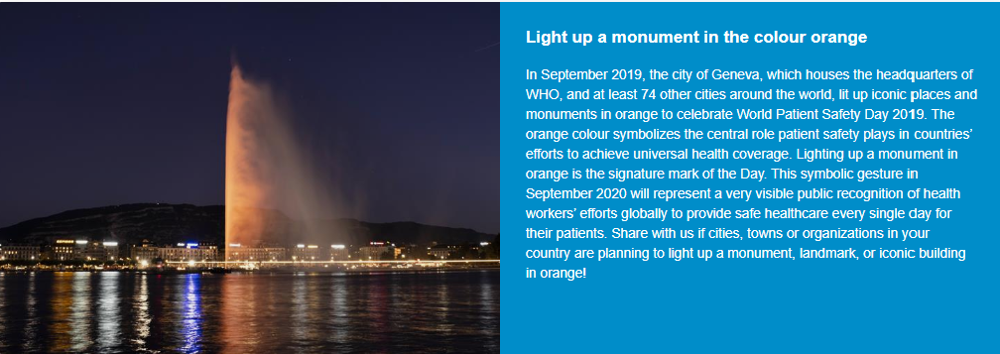 Light up a monument in the colour orange
In September 2019, the city of Geneva, which houses the headquarters of
WHO, and at least 74 other cities around the world, lit up iconic places and
monuments in orange to celebrate World Patient Safety Day 2019. The
orange colour symbolizes the central role patient safety plays in countries'
efforts to achieve universal health coverage. Lighting up a monument in
orange is the signature mark of the Day. This symbolic gesture in
September 2020 will represent a very visible public recognition of health
workers' efforts globally to provide safe healthcare every single day for
their patients. Share with us if cities, towns or organizations in your
country are planning to light up a monument, landmark, or iconic building
in orange!